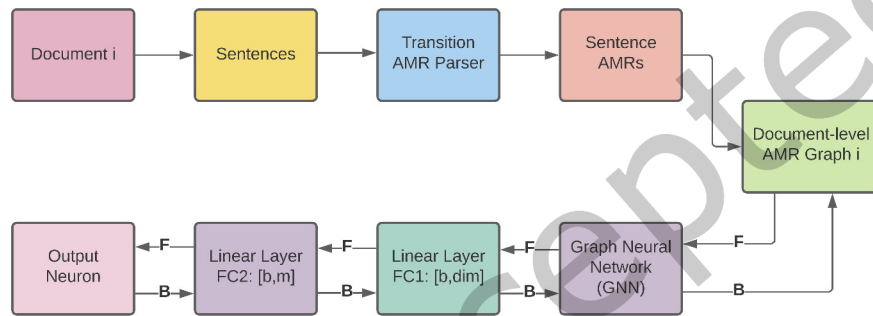 Document i
Sentences
Transition
AMR Parser
Sentence
AMRs
Document-level
AMR Graph i
Output
Neuron
F
B
Linear Layer
FC2: [b,m]
F
B
Linear Layer
FC1: [b,dim]
F
B
Graph Neural
Network
(GNN)
F
B